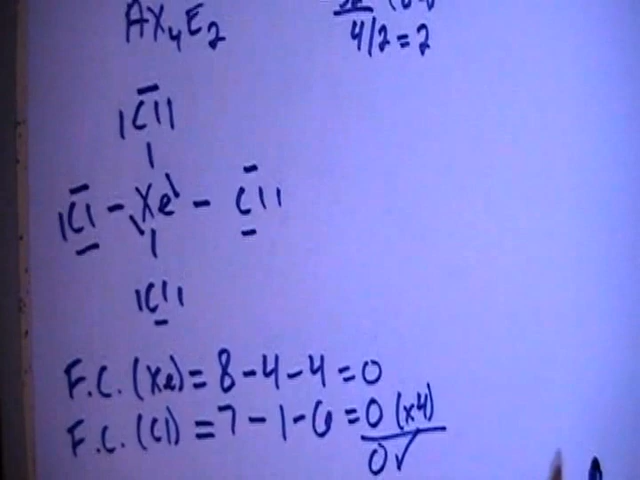 AX₄E₂
4/2=2
|Cl|
|Cl - Xe - Cl|
|Cl|
F.C. (Xe) = 8 - 4 - 4 = 0
F.C. (Cl) = 7 - 1 - 6 = 0 (x4)
0✓